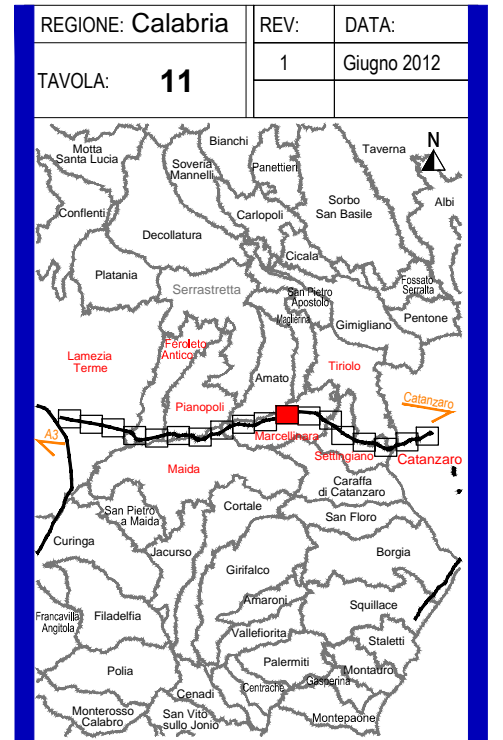 REGIONE: Calabria
REV:
DATA:
TAVOLA: 11
1
Giugno 2012
N
Motta
Santa Lucia
Bianchi
Taverna
Soveria
Mannelli
Panettieri
Conflenti
Carlopoli
Sorbo
San Basile
Albi
Decollatura
Cicala
Platania
Serrastretta
San Pietro
Apostolo
Fossato
Serralta
Maglierina
Gimigliano
Pentone
Lamezia
Terme
Feroleto
Antico
Amato
Tiriolo
Catanzaro
Pianopoli
A3
Marcellinara
Settingiano
Catanzaro
Maida
Caraffa
di Catanzaro
San Pietro
a Maida
Cortale
San Floro
Curinga
Jacurso
Borgia
Girifalco
Amaroni
Squillace
Francavilla
Angitola
Filadelfia
Vallefiorita
Staletti
Polia
Palermiti
Montauro
Cenadi
Centrache
Gasperina
Monterosso
Calabro
San Vito
sullo Jonio
Montepaone